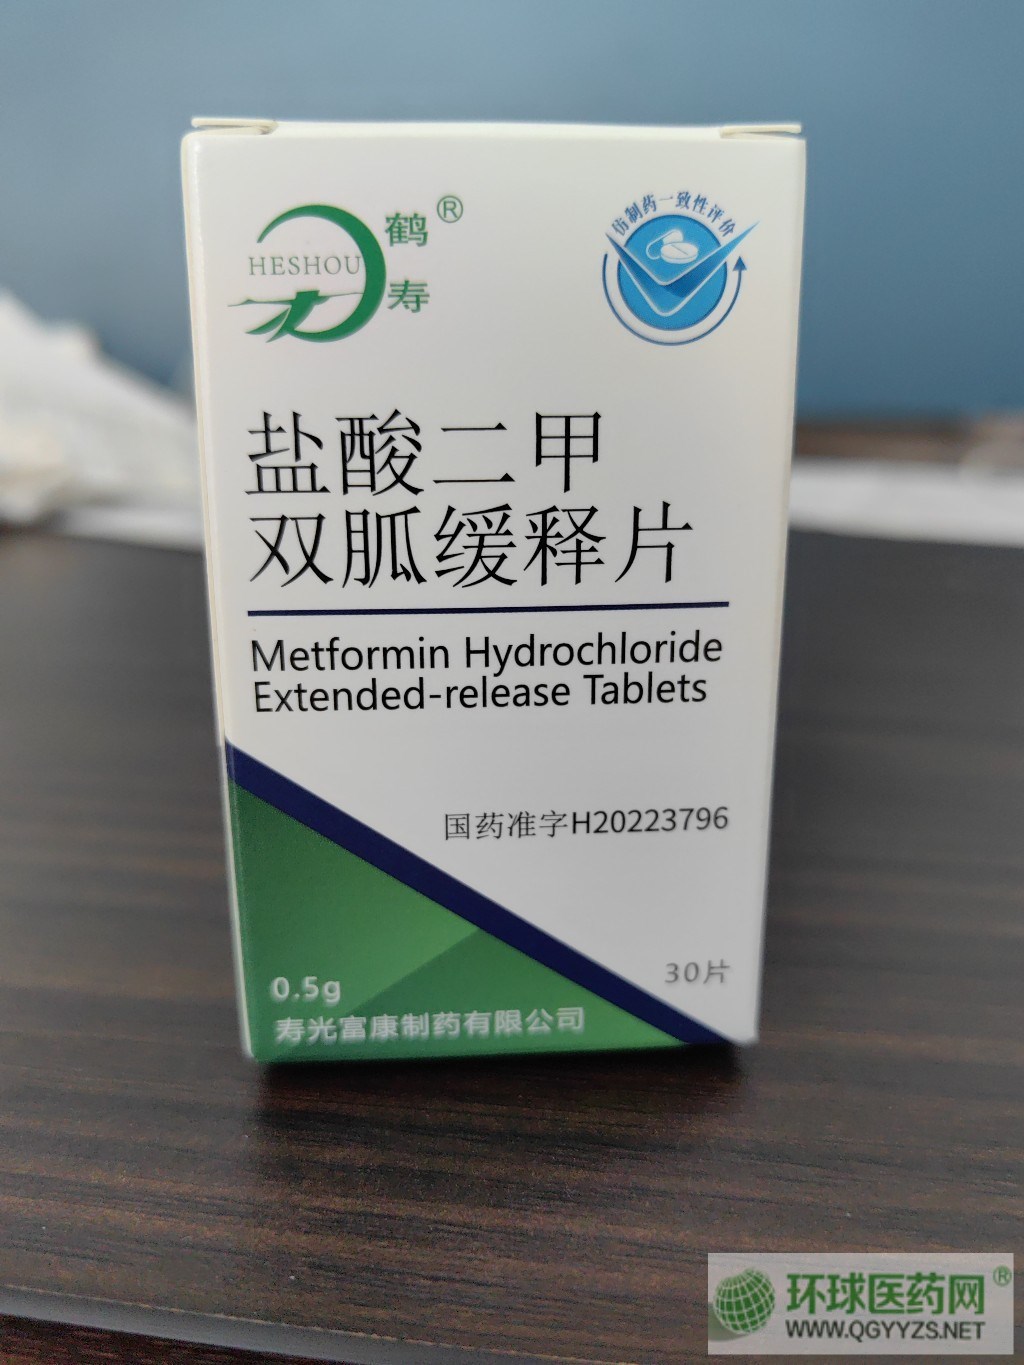 HESHOU
鹤寿®
仿制药一致性评价
盐酸二甲
双胍缓释片
Metformin Hydrochloride
Extended-release Tablets
国药准字H20223796
0.5g
30片
寿光富康制药有限公司
环球医药网®
WWW.QGYYZS.NET